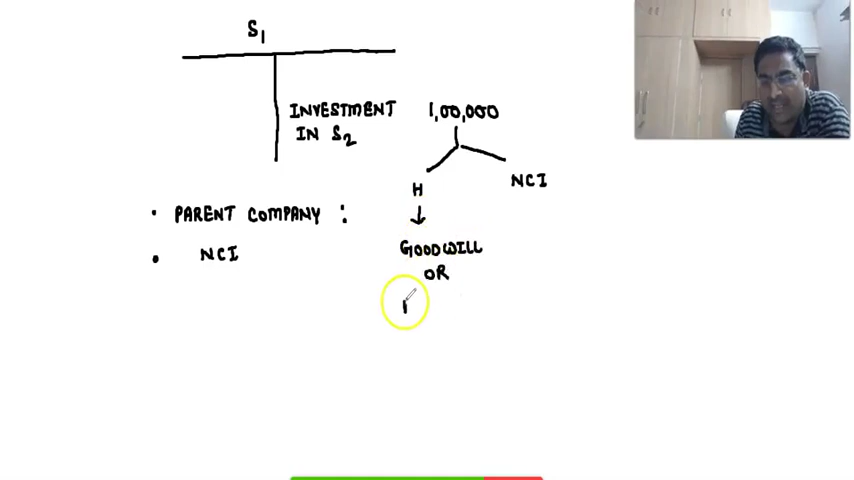 S1
INVESTMENT 1,00,000
IN S2
NCI
H
• PARENT COMPANY :
• NCI
GOODWILL
OR